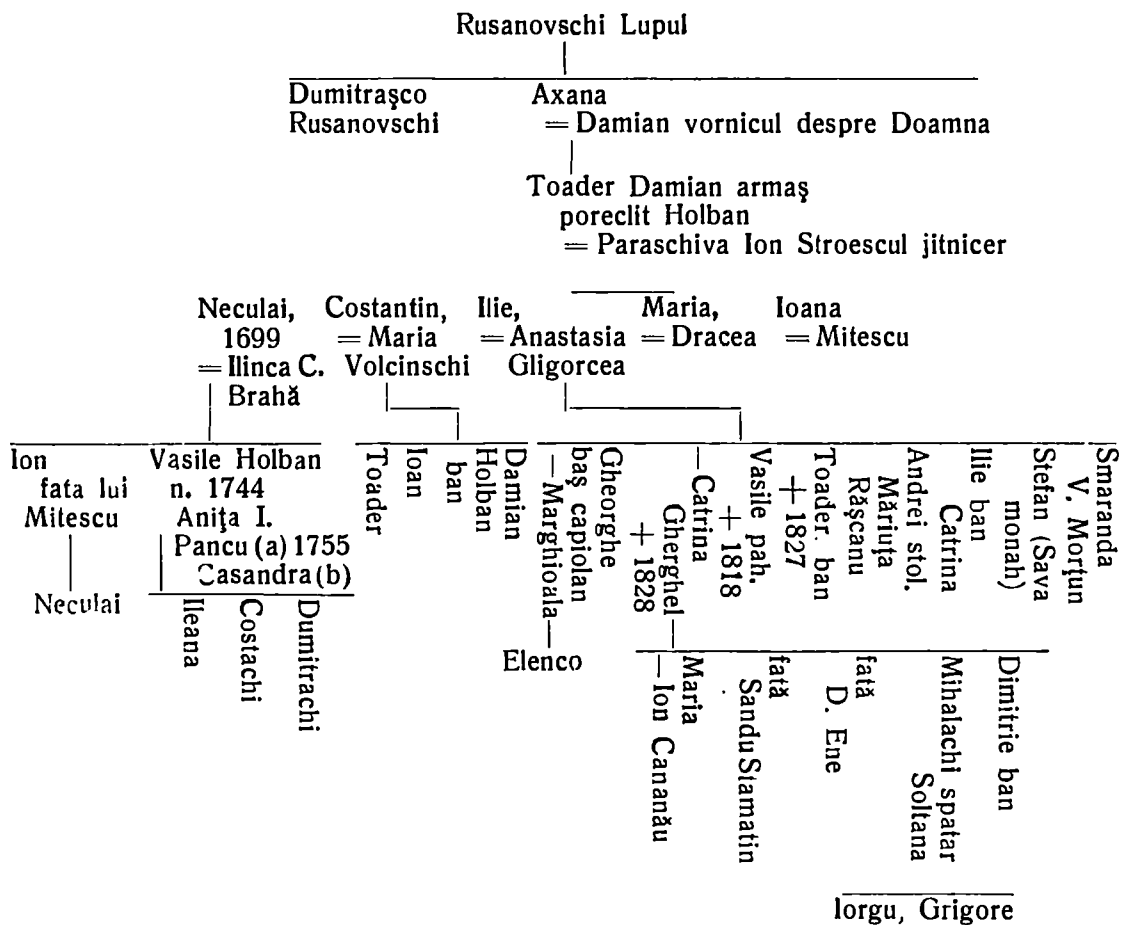 Rusanovschi Lupul
Dumitraşco
Rusanovschi
Axana
= Damian vornicul despre Doamna
Toader Damian armaş
poreclit Holban
= Paraschiva Ion Stroescul jitnicer
Neculai,
1699
= Ilinca C.
Brahă
Costantin,
= Maria
Volcinschi
Ilie,
= Anastasia
Gligorcea
Maria,
= Dracea
Ioana
= Mitescu
Ion
fata lui
Mitescu
Neculai
Vasile Holban
n. 1744
Aniţa I.
Pancu (a) 1755
Casandra (b)
Ileana
Costachi
Dumitrachi
Toader
Ioan
ban
Holban
Damian
Gheorghe
baş capiolan
— Marghioala —
Elenco
Vasile pah.
+ 1818
— Catrina
Gherghel —
+ 1828
Toader. ban
+ 1827
Andrei stol.
Măriuţa
Răşcanu
Ilie ban
Catrina
Stefan (Sava
monah)
Smaranda
V. Morţun
Maria
— Ion Cananău
fată
Sandu Stamatin
fată
D. Ene
Mihalachi spatar
Soltana
Dimitrie ban
Iorgu, Grigore